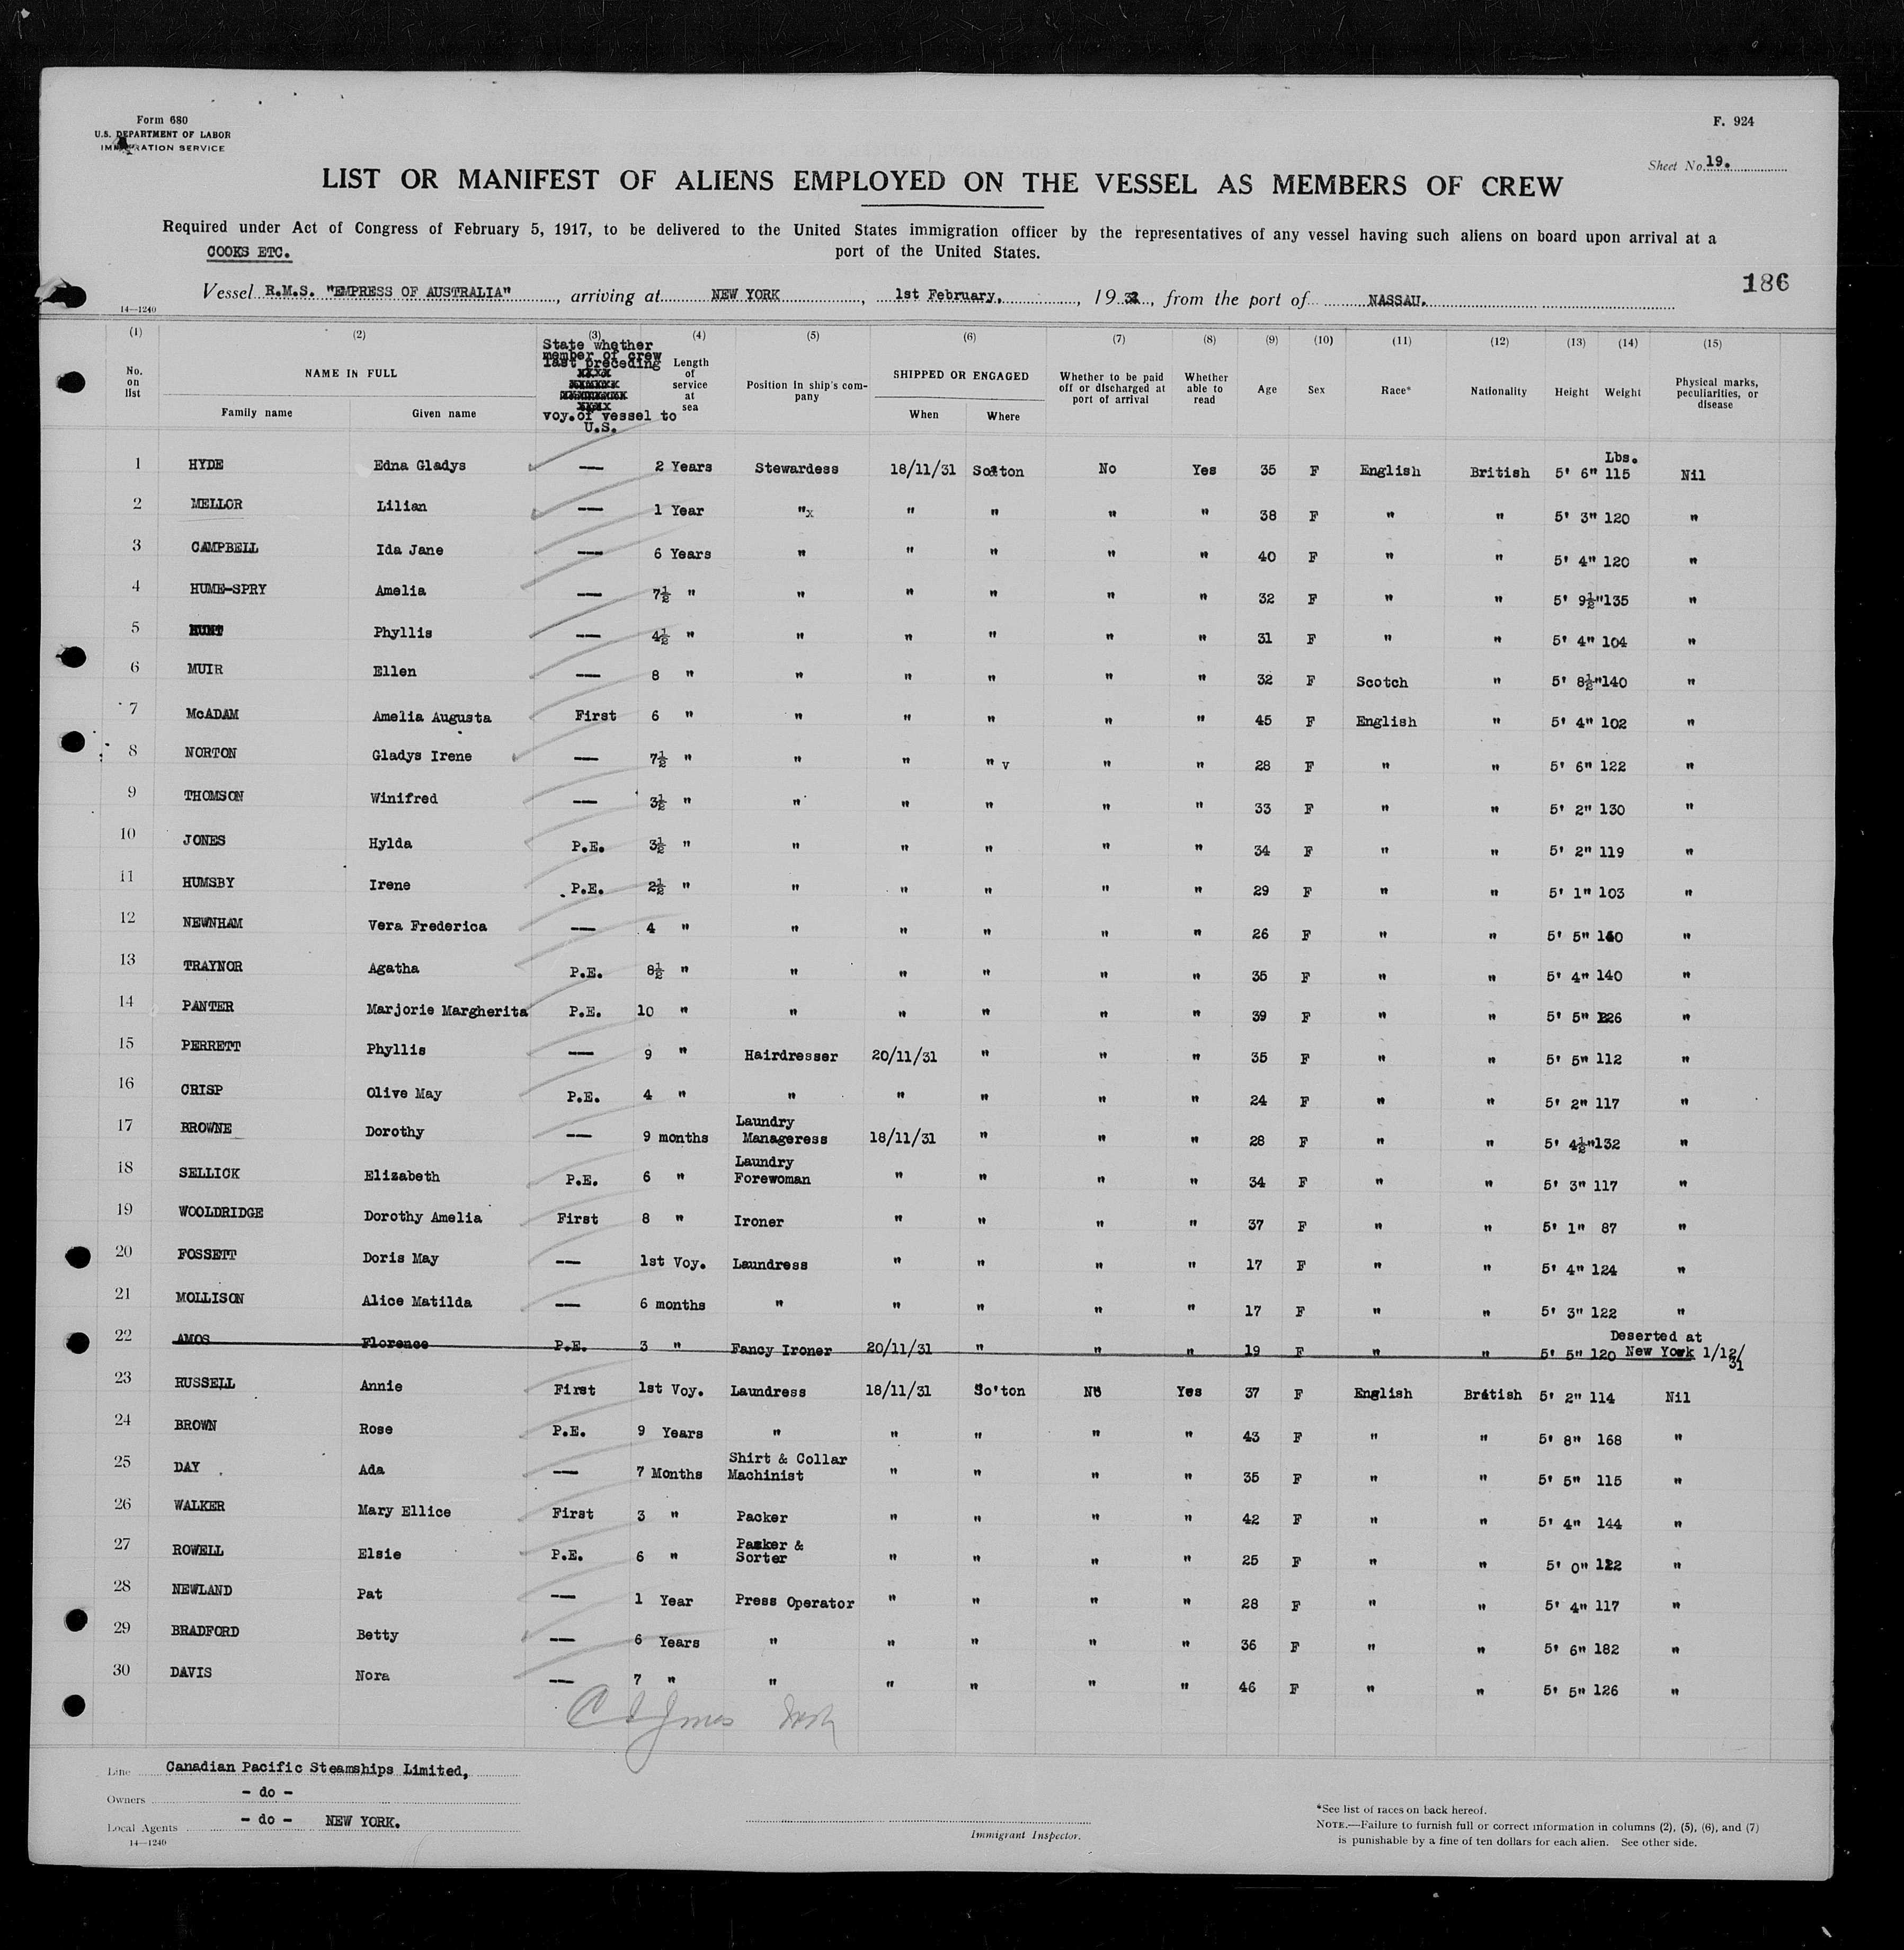 Form 680
U.S. DEPARTMENT OF LABOR
IMMIGRATION SERVICE
F. 924
Sheet No. 19.
LIST OR MANIFEST OF ALIENS EMPLOYED ON THE VESSEL AS MEMBERS OF CREW
Required under Act of Congress of February 5, 1917, to be delivered to the United States immigration officer by the representatives of any vessel having such aliens on board upon arrival at a
port of the United States.
COOKS ETC.
186
Vessel R.M.S. "EMPRESS OF AUSTRALIA", arriving at NEW YORK, 1st February, 1932, from the port of NASSAU.
14—1240
(1) (2) (3) (4) (5) (6) (7) (8) (9) (10) (11) (12) (13) (14) (15)
No. on list NAME IN FULL Family name Given name State whether member of crew last preceding voy. of vessel to U.S. Length of service at sea Position in ship's company SHIPPED OR ENGAGED When Where Whether to be paid off or discharged at port of arrival Whether able to read Age Sex Race* Nationality Height Weight Physical marks, peculiarities, or disease
Lbs.
1 HYDE Edna Gladys — 2 Years Stewardess 18/11/31 So'ton No Yes 35 F English British 5' 6" 115 Nil
2 MELLOR Lilian — 1 Year "x " " " " 38 F " " 5' 3" 120 "
3 CAMPBELL Ida Jane — 6 Years " " " " " 40 F " " 5' 4" 120 "
4 HUME-SPRY Amelia — 7½ " " " " " " 32 F " " 5' 9½" 135 "
5 HUNT Phyllis — 4½ " " " " " " 31 F " " 5' 4" 104 "
6 MUIR Ellen — 8 " " " " " " 32 F Scotch " 5' 8½" 140 "
7 McADAM Amelia Augusta First 6 " " " " " " 45 F English " 5' 4" 102 "
8 NORTON Gladys Irene — 7½ " " " " v " " 28 F " " 5' 6" 122 "
9 THOMSON Winifred — 3½ " " " " " " 33 F " " 5' 2" 130 "
10 JONES Hylda P.E. 3½ " " " " " " 34 F " " 5' 2" 119 "
11 HUMSBY Irene P.E. 2½ " " " " " " 29 F " " 5' 1" 103 "
12 NEWNHAM Vera Frederica — 4 " " " " " " 26 F " " 5' 5" "
13 TRAYNOR Agatha P.E. 8½ " " " " " " 35 F " " 5' 4" 140 "
14 PANTER Marjorie Margherita P.E. 10 " " " " " " 39 F " " 5' 5" 126 "
15 PERRETT Phyllis — 9 " Hairdresser 20/11/31 " " " 35 F " " 5' 5" 112 "
16 CRISP Olive May P.E. 4 " " " " " " 24 F " " 5' 2" 117 "
17 BROWNE Dorothy — 9 months Laundry Manageress 18/11/31 " " " 28 F " " 5' 4½" 132 "
18 SELLICK Elizabeth P.E. 6 " Laundry Forewoman " " " " 34 F " " 5' 3" 117 "
19 WOOLDRIDGE Dorothy Amelia First 8 " Ironer " " " " 37 F " " 5' 1" 87 "
20 FOSSETT Doris May — 1st Voy. Laundress " " " " 17 F " " 5' 4" 124 "
21 MOLLISON Alice Matilda — 6 months " " " " " 17 F " " 5' 3" 122 "
22 AMOS Florence P.E. 3 " Fancy Ironer 20/11/31 " " " 19 F " " 5' 5" 120 Deserted at New York 1/12/31
23 RUSSELL Annie First 1st Voy. Laundress 18/11/31 So'ton No Yes 37 F English British 5' 2" 114 Nil
24 BROWN Rose P.E. 9 Years " " " " " 43 F " " 5' 8" 168 "
25 DAY Ada — 7 Months Shirt & Collar Machinist " " " " 35 F " " 5' 5" 115 "
26 WALKER Mary Ellice First 3 " Packer " " " " 42 F " " 5' 4" 144 "
27 ROWELL Elsie P.E. 6 " Packer & Sorter " " " " 25 F " " 5' 0" 122 "
28 NEWLAND Pat — 1 Year Press Operator " " " " 28 F " " 5' 4" 117 "
29 BRADFORD Betty — 6 Years " " " " " 36 F " " 5' 6" 182 "
30 DAVIS Nora — 7 " " " " " " 46 F " " 5' 5" 126 "
Line Canadian Pacific Steamships Limited,
Owners - do -
Local Agents - do - NEW YORK.
14—1240
Immigrant Inspector.
*See list of races on back hereof.
NOTE.—Failure to furnish full or correct information in columns (2), (5), (6), and (7)
is punishable by a fine of ten dollars for each alien. See other side.